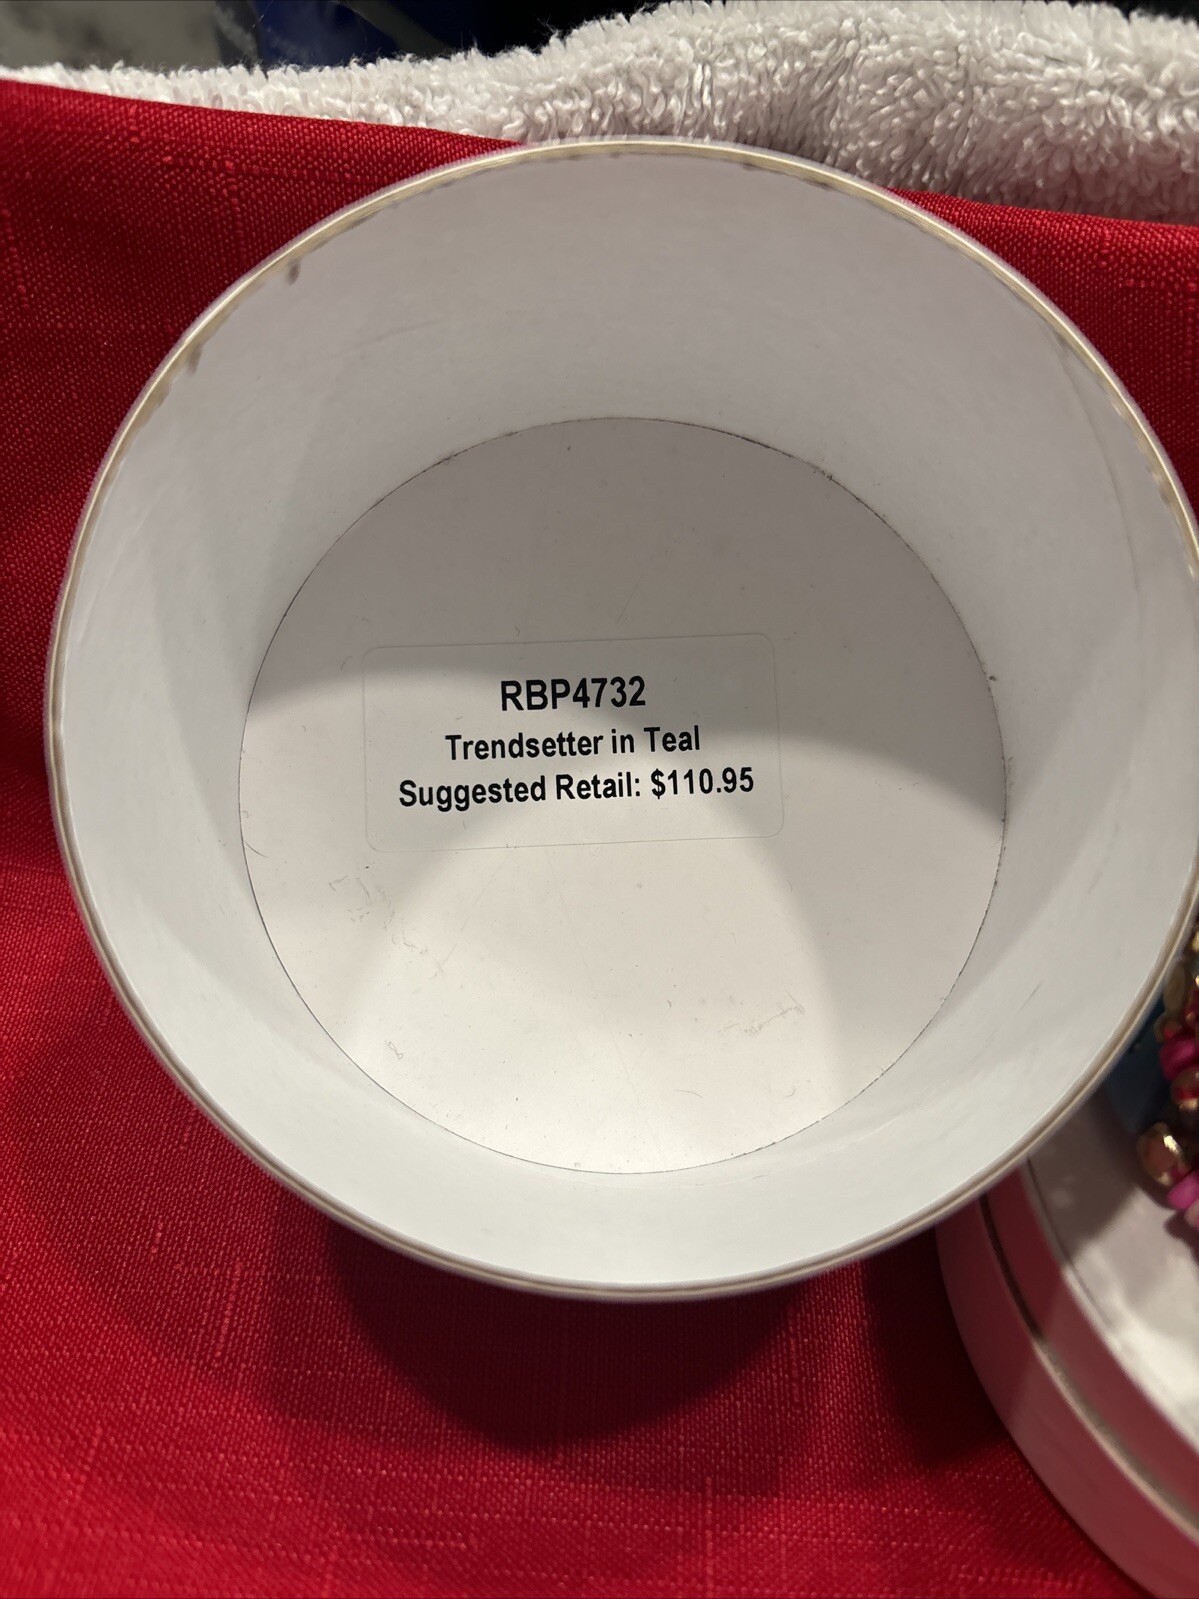 RBP4732
Trendsetter in Teal
Suggested Retail: $110.95